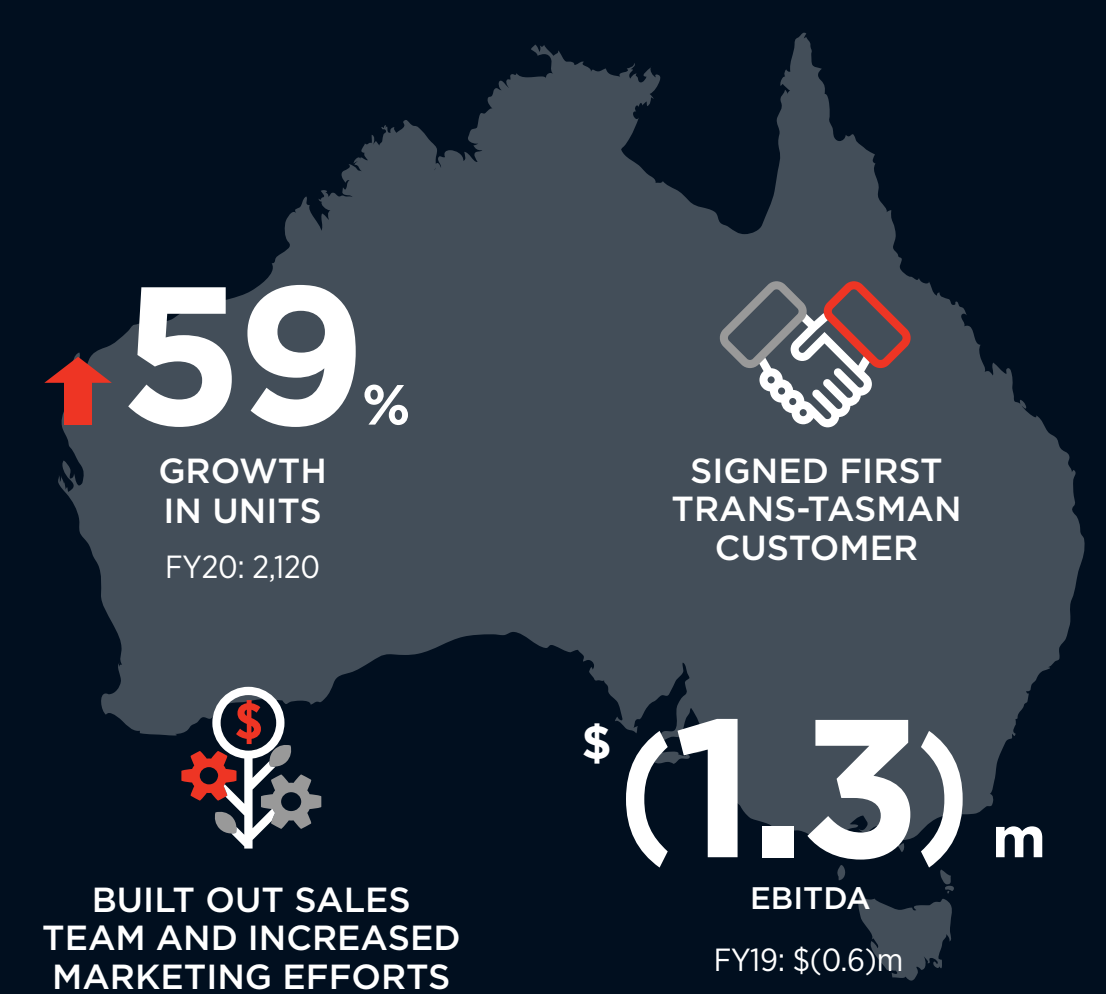 59%
GROWTH
IN UNITS
FY20: 2,120
SIGNED FIRST
TRANS-TASMAN
CUSTOMER
$
BUILT OUT SALES
TEAM AND INCREASED
MARKETING EFFORTS
$(1.3)m
EBITDA
FY19: $(0.6)m